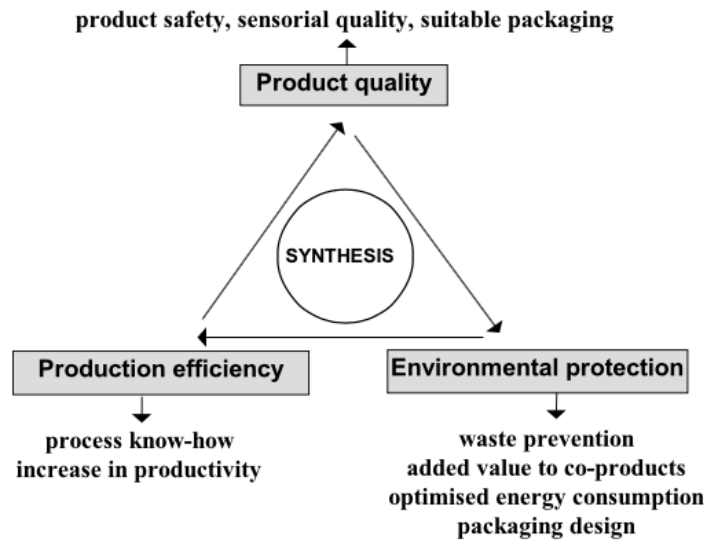 product safety, sensorial quality, suitable packaging
Product quality
SYNTHESIS
Production efficiency
Environmental protection
process know-how
increase in productivity
waste prevention
added value to co-products
optimised energy consumption
packaging design